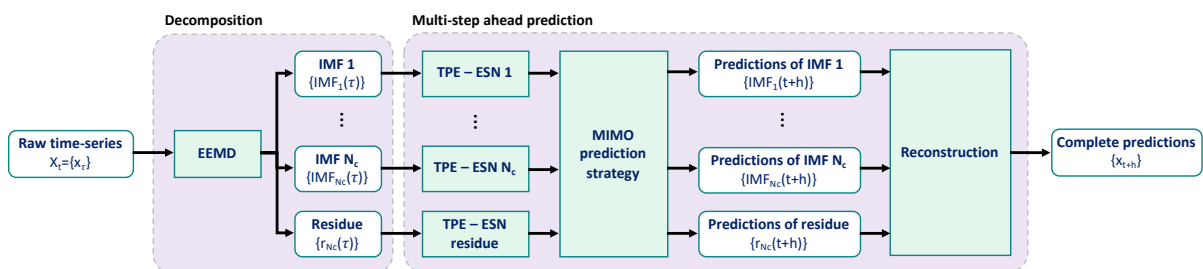 Decomposition
Multi-step ahead prediction
Raw time-series
X_t={x_τ}
EEMD
IMF 1
{IMF_1(τ)}
⋮
IMF N_c
{IMF_Nc(τ)}
Residue
{r_Nc(τ)}
TPE – ESN 1
⋮
TPE – ESN N_c
TPE – ESN
residue
MIMO
prediction
strategy
Predictions of IMF 1
{IMF_1(t+h)}
⋮
Predictions of IMF N_c
{IMF_Nc(t+h)}
Predictions of residue
{r_Nc(t+h)}
Reconstruction
Complete predictions
{x_t+h}